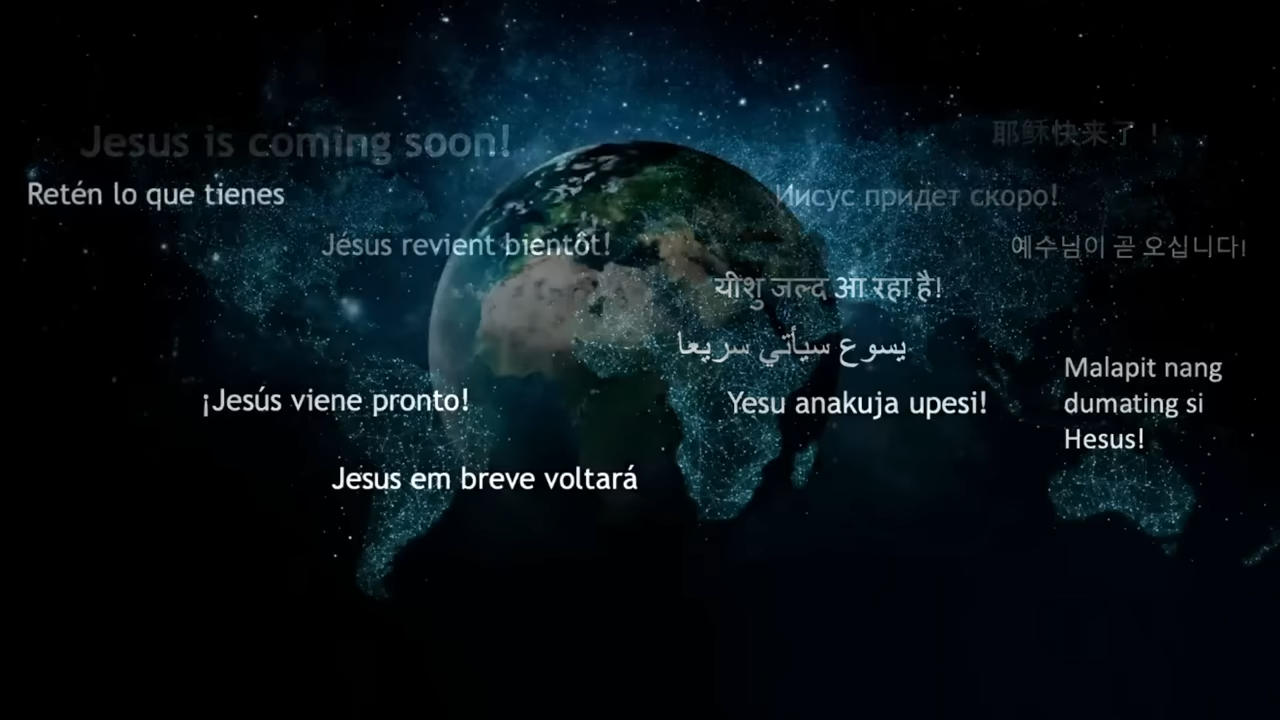 Jesus is coming soon!
耶稣快来了！
Retén lo que tienes
Иисус придет скоро!
Jésus revient bientôt!
예수님이 곧 오십니다!
यीशु जल्द आ रहा है!
يسوع سيأتي سريعا
Malapit nang
dumating si
Hesus!
¡Jesús viene pronto!
Yesu anakuja upesi!
Jesus em breve voltará